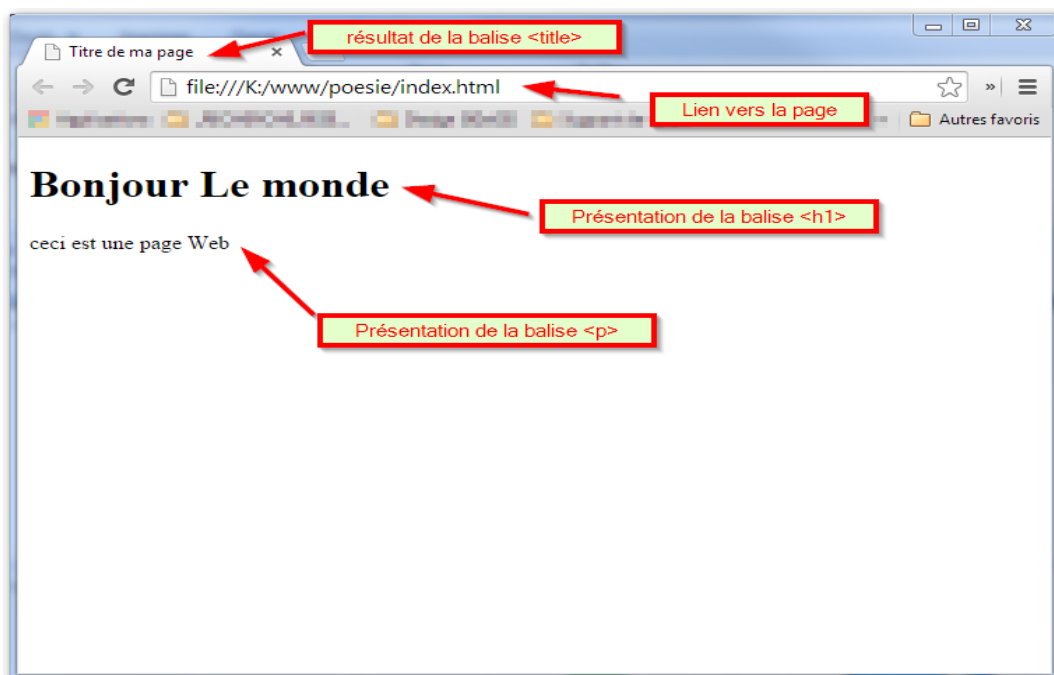 résultat de la balise <title>
Titre de ma page
file:///K:/www/poesie/index.html
Lien vers la page
Autres favoris
Bonjour Le monde
Présentation de la balise <h1>
ceci est une page Web
Présentation de la balise <p>